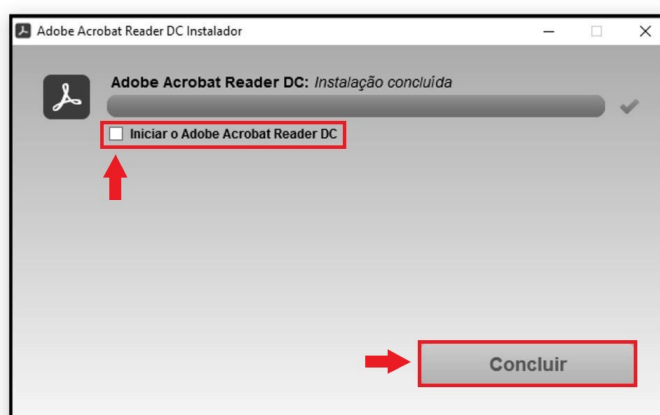 Adobe Acrobat Reader DC Instalador
Adobe Acrobat Reader DC: Instalação concluída
Iniciar o Adobe Acrobat Reader DC
Concluir